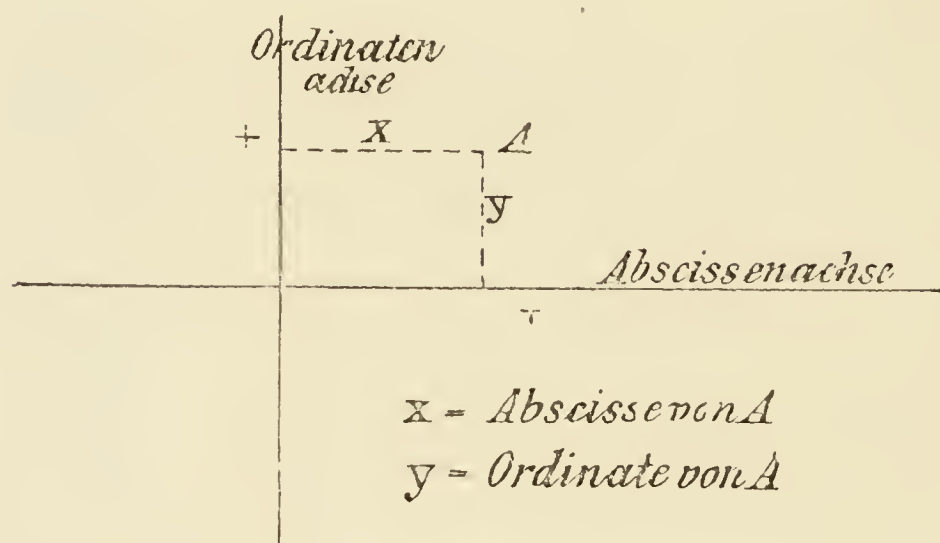 Ordinaten
achse
+
x
A
y
Abscissenachse
+
x = Abscisse von A
y = Ordinate von A